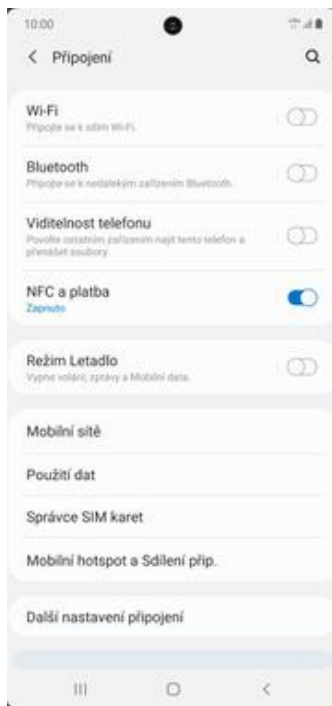 10:00
Připojení
Wi-Fi
Připojte se k sítím Wi-Fi.
Bluetooth
Připojte se k nedalekým zařízením Bluetooth.
Viditelnost telefonu
Povolte ostatním zařízením najít tento telefon a
přenášet soubory.
NFC a platba
Zapnuto
Režim Letadlo
Vypne volání, zprávy a Mobilní data.
Mobilní sítě
Použití dat
Správce SIM karet
Mobilní hotspot a Sdílení přip.
Další nastavení připojení